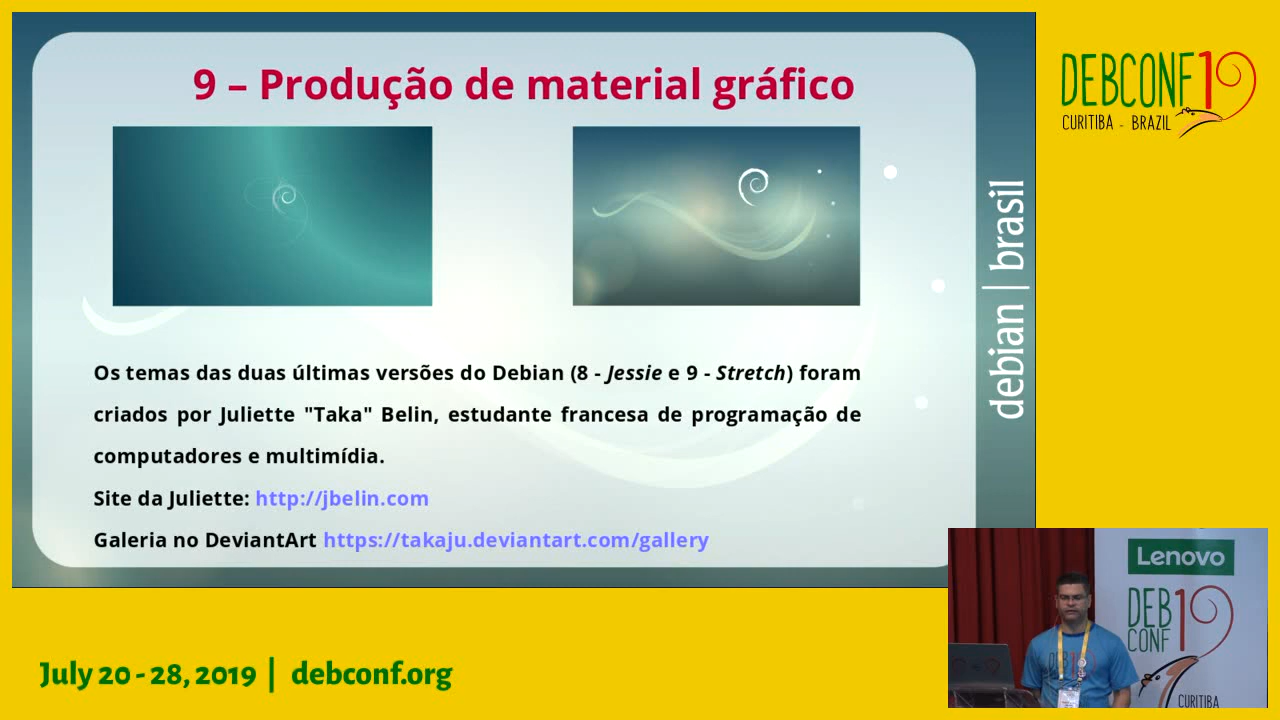 9 – Produção de material gráfico
Os temas das duas últimas versões do Debian (8 - Jessie e 9 - Stretch) foram
criados por Juliette "Taka" Belin, estudante francesa de programação de
computadores e multimídia.
Site da Juliette: http://jbelin.com
Galeria no DeviantArt https://takaju.deviantart.com/gallery
debian | brasil
DEBCONF19
CURITIBA - BRAZIL
Lenovo
DEB19
CONF
CURITIBA
July 20 - 28, 2019 | debconf.org